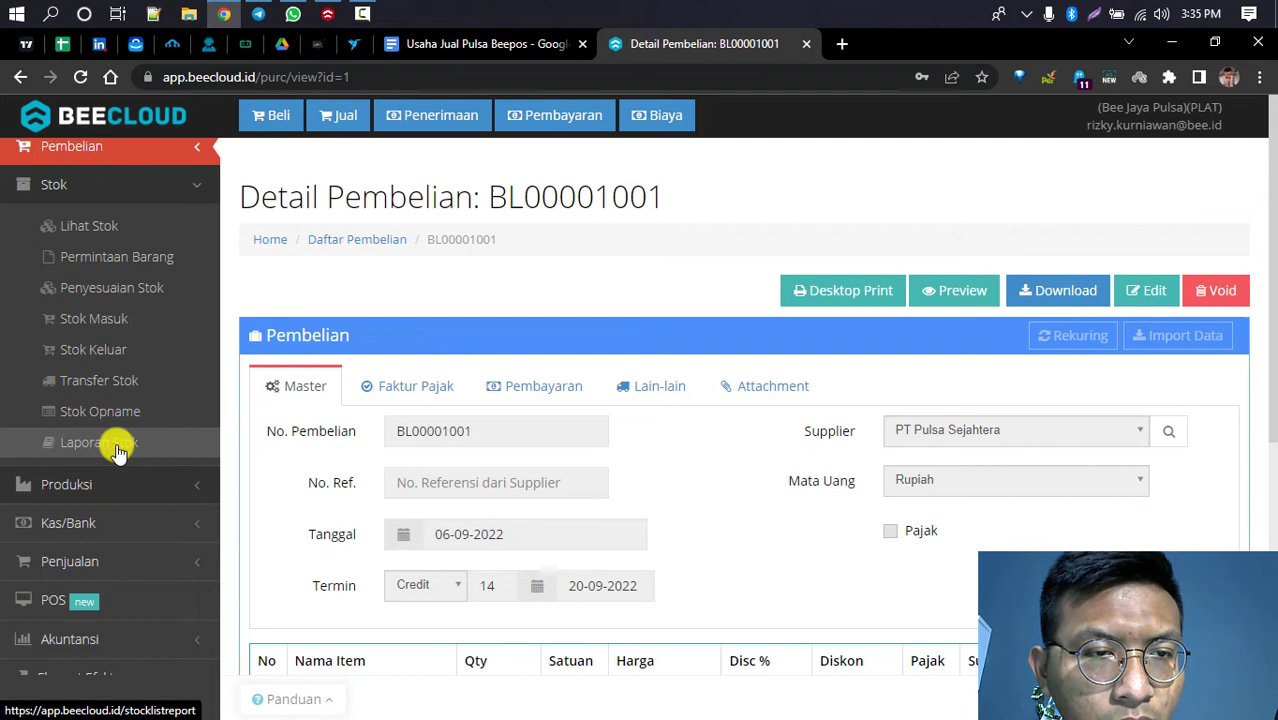 3:35 PM
Usaha Jual Pulsa Beepos - Google
Detail Pembelian: BL00001001
app.beecloud.id/purc/view?id=1
11
NEW
BEECLOUD
Beli
Jual
Penerimaan
Pembayaran
Biaya
(Bee Jaya Pulsa)(PLAT)
rizky.kurniawan@bee.id
Pembelian
Stok
Lihat Stok
Permintaan Barang
Penyesuaian Stok
Stok Masuk
Stok Keluar
Transfer Stok
Stok Opname
Laporan Stok
Produksi
Kas/Bank
Penjualan
POS new
Akuntansi
https://app.beecloud.id/stocklistreport
Detail Pembelian: BL00001001
Home / Daftar Pembelian / BL00001001
Desktop Print
Preview
Download
Edit
Void
Pembelian
Rekuring
Import Data
Master
Faktur Pajak
Pembayaran
Lain-lain
Attachment
No. Pembelian BL00001001
Supplier PT Pulsa Sejahtera
No. Ref. No. Referensi dari Supplier
Mata Uang Rupiah
Tanggal 06-09-2022
Pajak
Termin Credit 14 20-09-2022
No Nama Item Qty Satuan Harga Disc % Diskon Pajak
Panduan